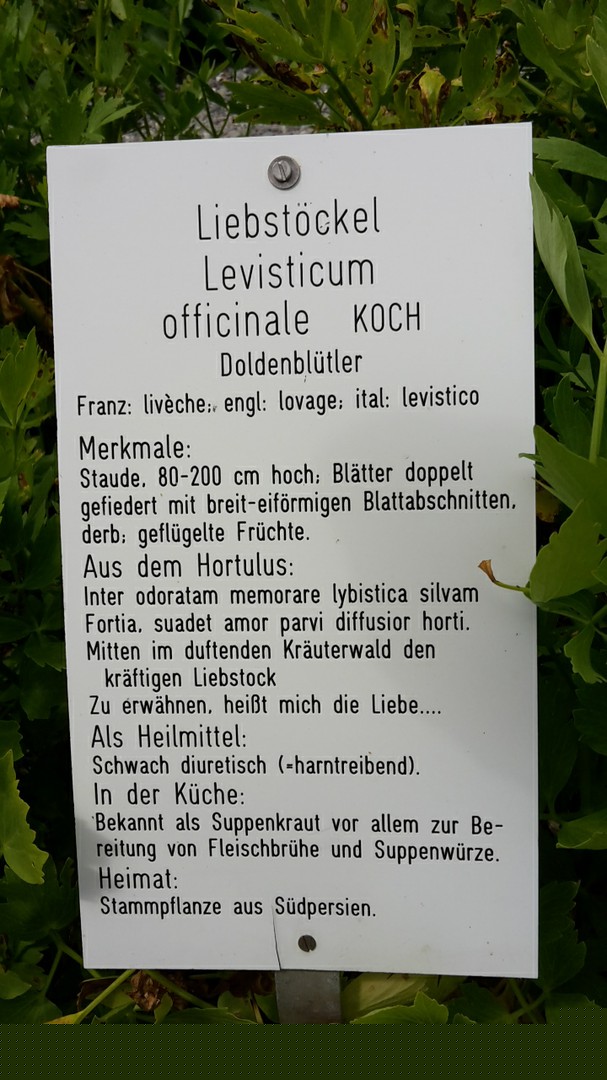 Liebstöckel
Levisticum
officinale KOCH
Doldenblütler
Franz: livèche; engl: lovage; ital: levistico
Merkmale:
Staude, 80-200 cm hoch; Blätter doppelt
gefiedert mit breit-eiförmigen Blattabschnitten,
derb; geflügelte Früchte.
Aus dem Hortulus:
Inter odoratam memorare lybistica silvam
Fortia, suadet amor parvi diffusior horti.
Mitten im duftenden Kräuterwald den
kräftigen Liebstock
Zu erwähnen, heißt mich die Liebe....
Als Heilmittel:
Schwach diuretisch (=harntreibend).
In der Küche:
Bekannt als Suppenkraut vor allem zur Be-
reitung von Fleischbrühe und Suppenwürze.
Heimat:
Stammpflanze aus Südpersien.